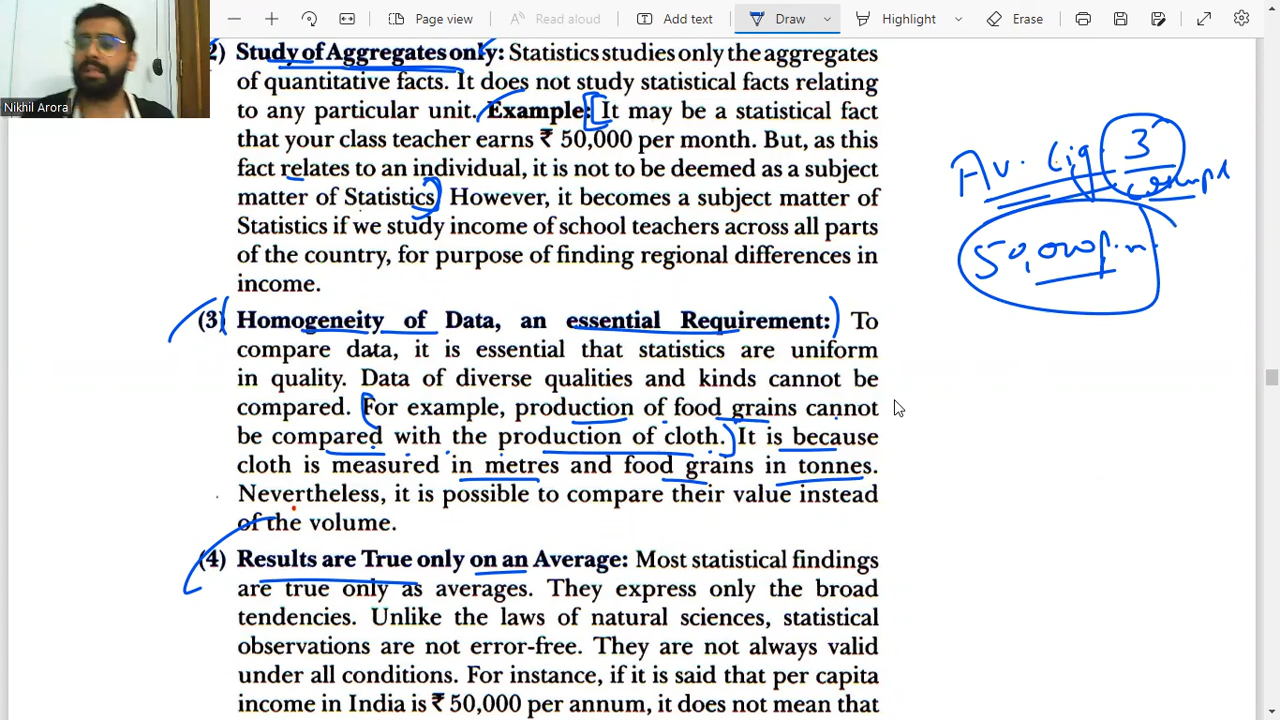 Page view
Read aloud
Add text
Draw
Highlight
Erase
Nikhil Arora
2) Study of Aggregates only: Statistics studies only the aggregates
of quantitative facts. It does not study statistical facts relating
to any particular unit. Example: It may be a statistical fact
that your class teacher earns ₹ 50,000 per month. But, as this
fact relates to an individual, it is not to be deemed as a subject
matter of Statistics. However, it becomes a subject matter of
Statistics if we study income of school teachers across all parts
of the country, for purpose of finding regional differences in
income.
(3) Homogeneity of Data, an essential Requirement: To
compare data, it is essential that statistics are uniform
in quality. Data of diverse qualities and kinds cannot be
compared. For example, production of food grains cannot
be compared with the production of cloth. It is because
cloth is measured in metres and food grains in tonnes.
Nevertheless, it is possible to compare their value instead
of the volume.
(4) Results are True only on an Average: Most statistical findings
are true only as averages. They express only the broad
tendencies. Unlike the laws of natural sciences, statistical
observations are not error-free. They are not always valid
under all conditions. For instance, if it is said that per capita
income in India is ₹ 50,000 per annum, it does not mean that
Av. 3
50,000 p.m